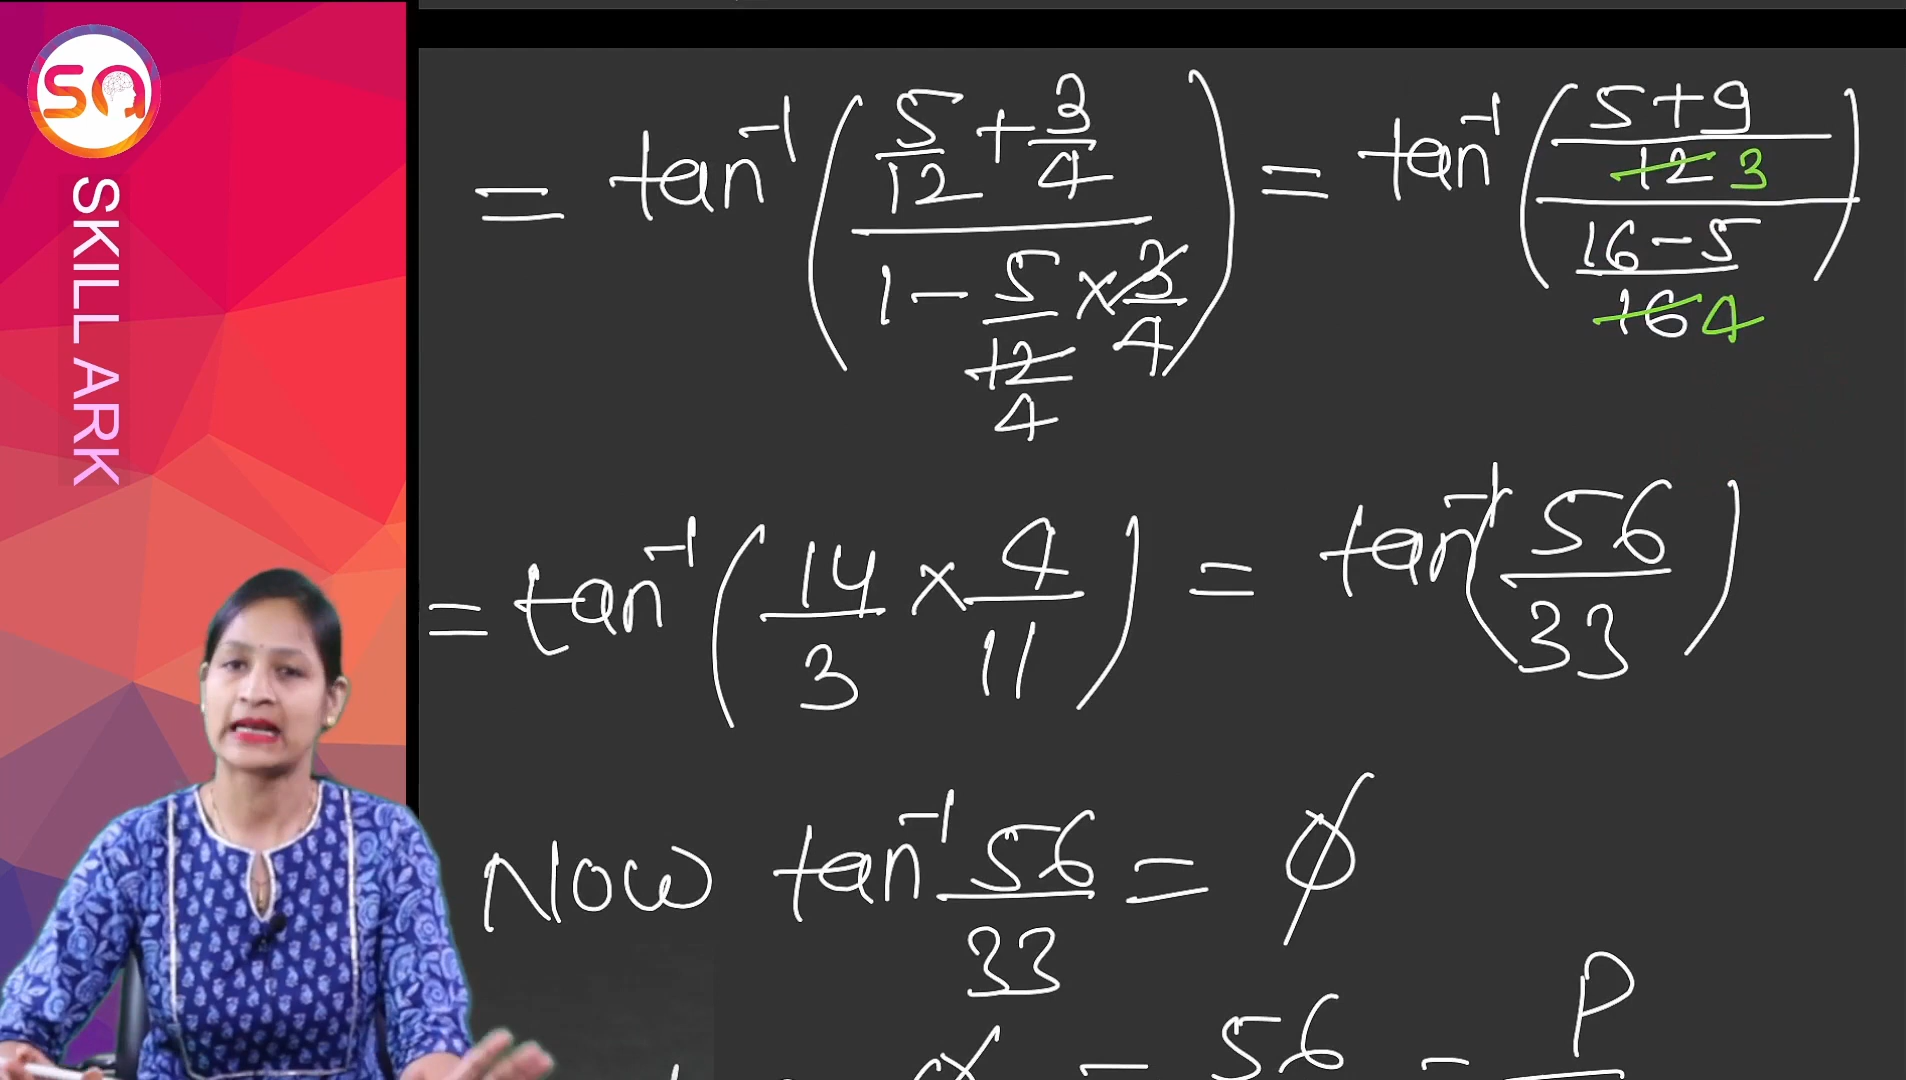 SQ
SKILL ARK
= tan⁻¹ ( (5/12 + 3/4) / (1 - 5/12 4 × 3/4) ) = tan⁻¹ ( ((5+9)/12 3) / ((16-5)/16 4) )
= tan⁻¹ ( 14/3 × 4/11 ) = tan⁻¹ ( 56/33 )
Now tan⁻¹ 56/33 = ϕ
= 56 = P